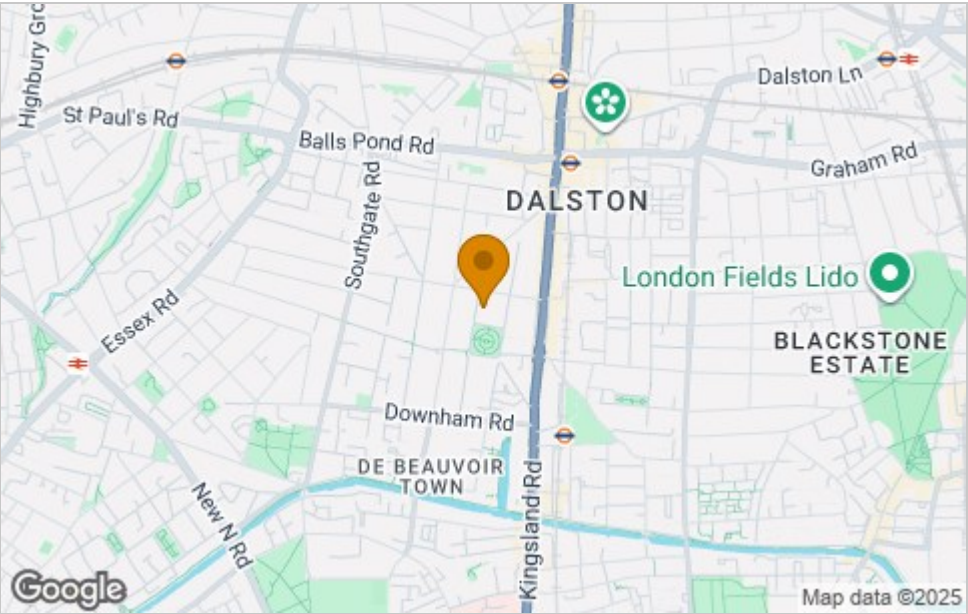 Highbury Gro
St Paul's Rd
Balls Pond Rd
Dalston Ln
Graham Rd
DALSTON
Southgate Rd
London Fields Lido
Essex Rd
BLACKSTONE
ESTATE
Downham Rd
DE BEAUVOIR
TOWN
New N Rd
Kingsland Rd
Google
Map data ©2025